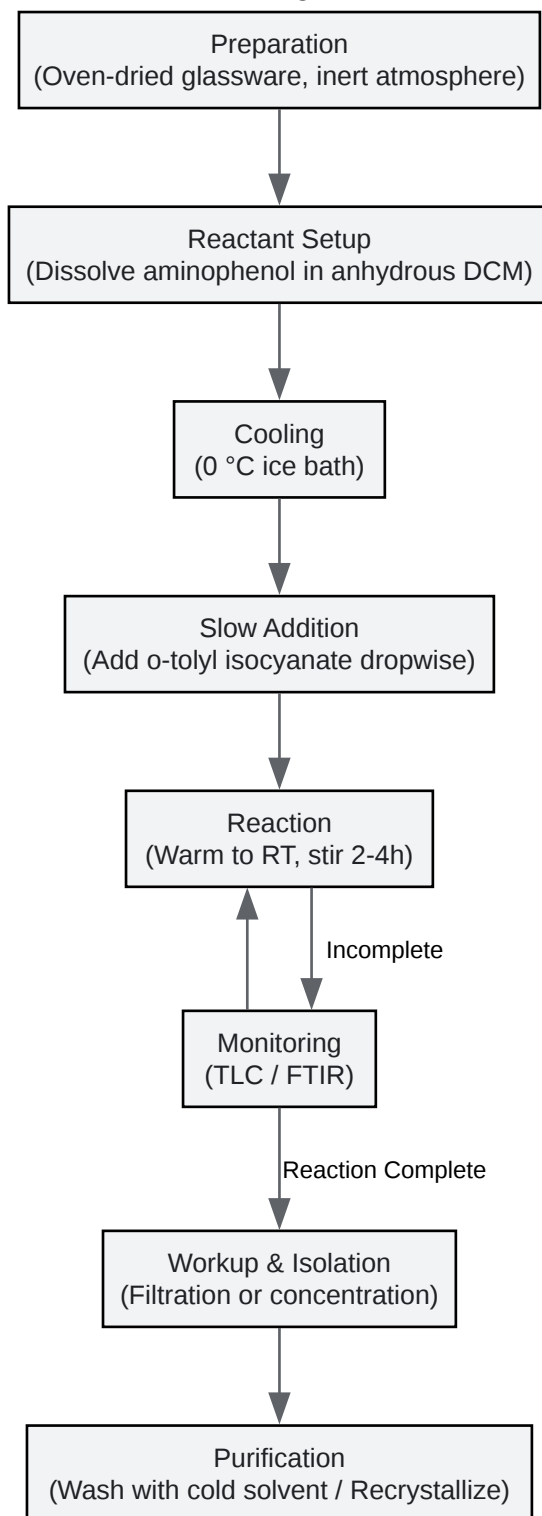 Preparation
(Oven-dried glassware, inert atmosphere)
Reactant Setup
(Dissolve aminophenol in anhydrous DCM)
Cooling
(0 °C ice bath)
Slow Addition
(Add o-tolyl isocyanate dropwise)
Reaction
(Warm to RT, stir 2-4h)
Incomplete
Monitoring
(TLC / FTIR)
Reaction Complete
Workup & Isolation
(Filtration or concentration)
Purification
(Wash with cold solvent / Recrystallize)